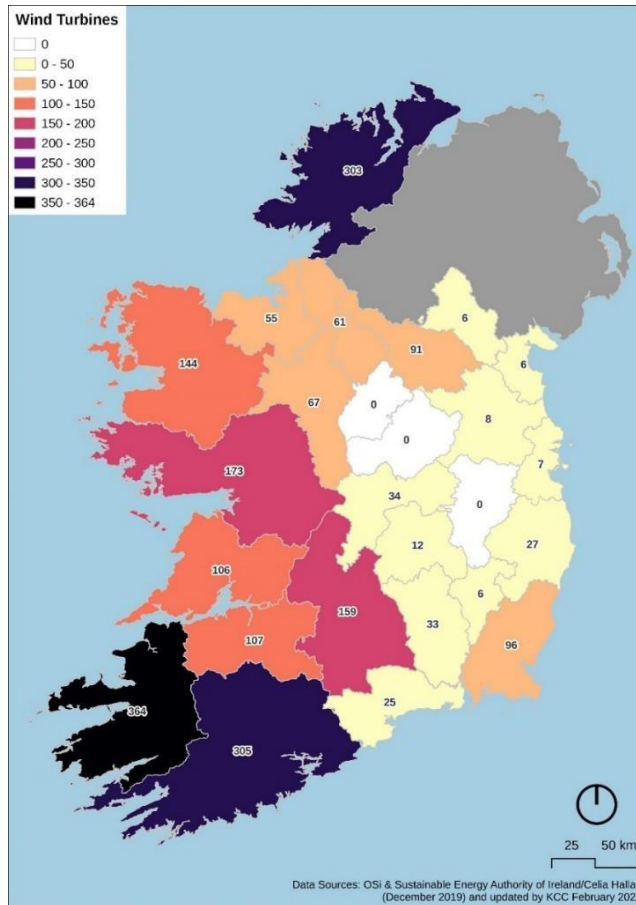 Wind Turbines
0
0 - 50
50 - 100
100 - 150
150 - 200
200 - 250
250 - 300
300 - 350
350 - 364
303
55
61
6
91
6
144
67
0
8
0
7
173
34
0
12
27
106
6
159
33
107
96
25
364
305
25 50 km
Data Sources: OSi & Sustainable Energy Authority of Ireland/Celia Halla
(December 2019) and updated by KCC February 202